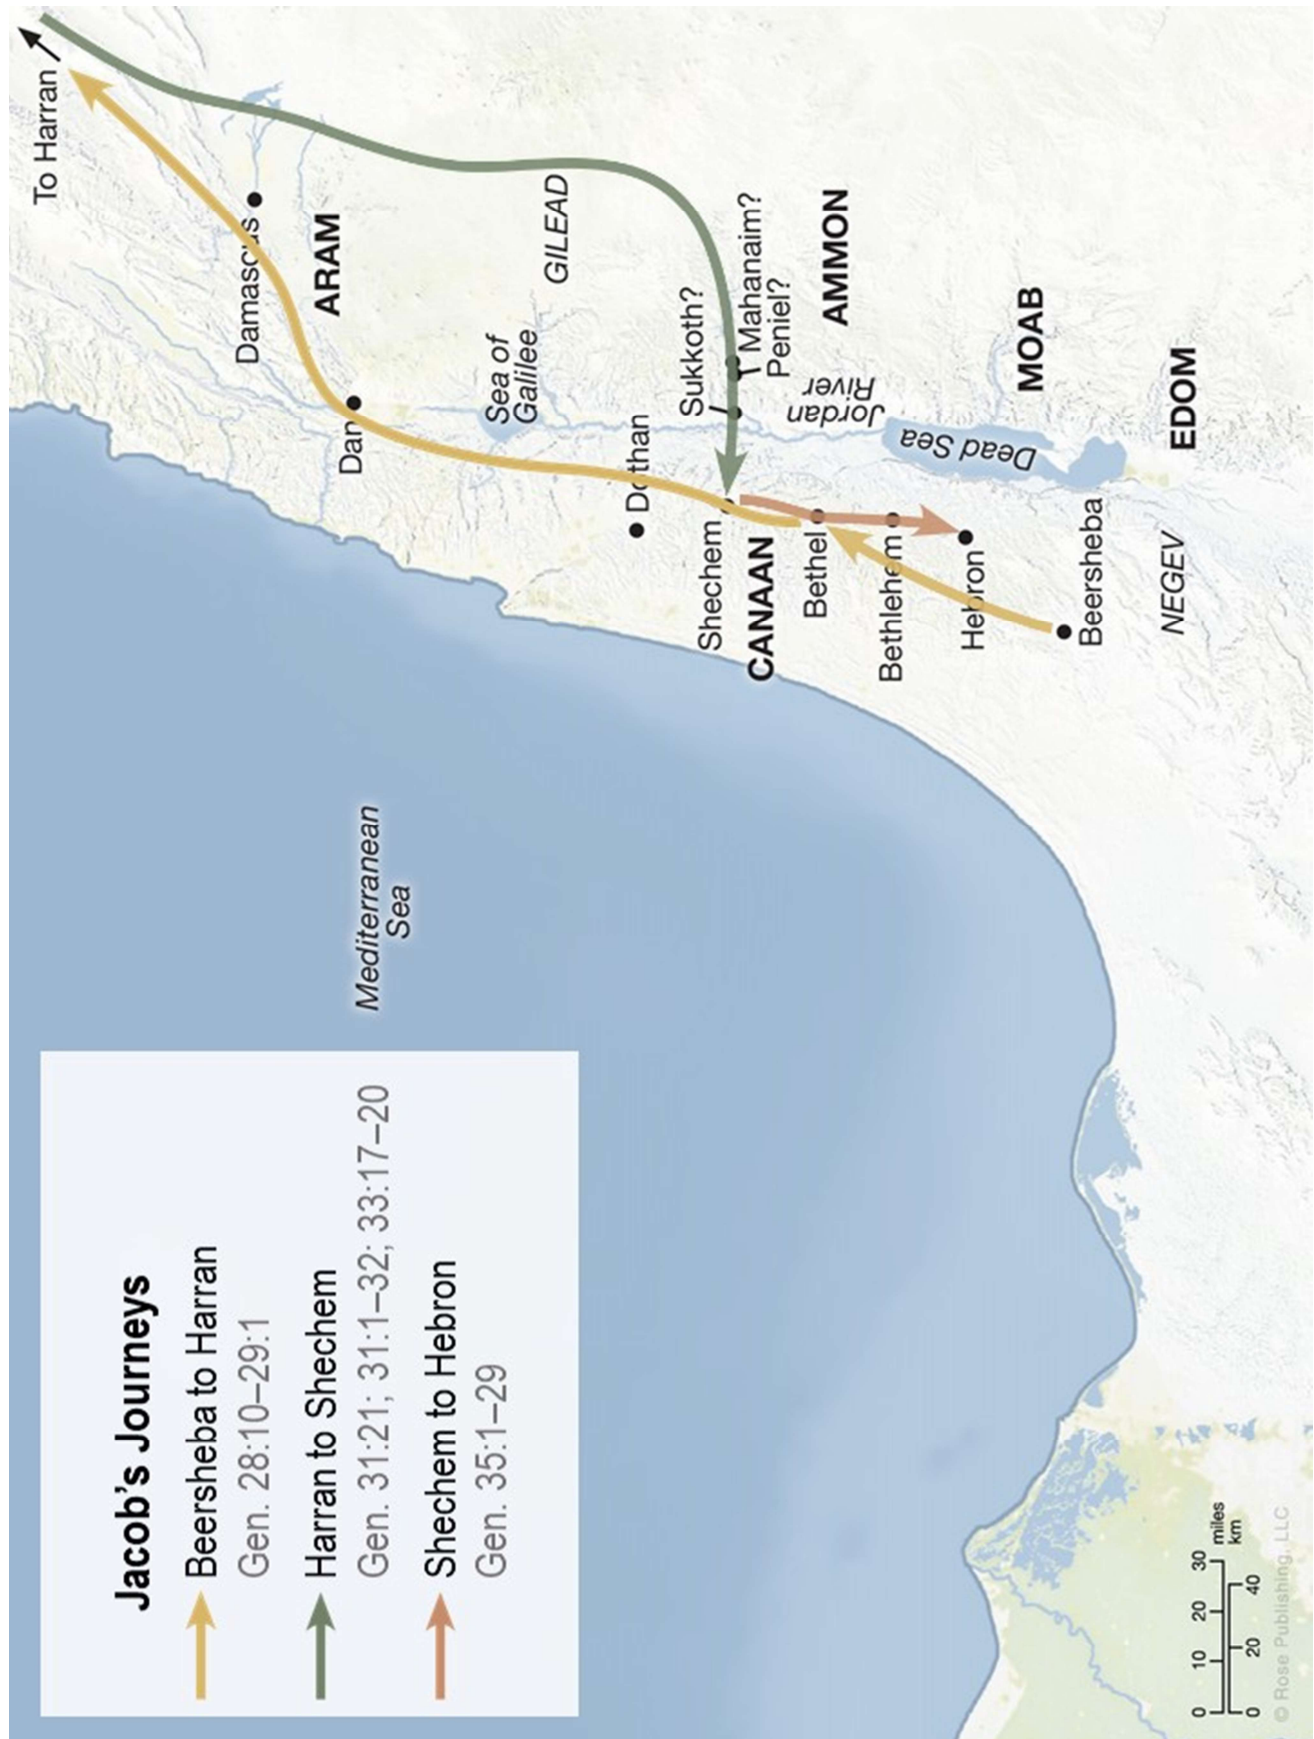 Jacob's Journeys
Beersheba to Harran
Gen. 28:10–29:1
Harran to Shechem
Gen. 31:21; 31:1–32; 33:17–20
Shechem to Hebron
Gen. 35:1–29
Mediterranean
Sea
To Harran
Damascus
ARAM
Dan
Sea of
Galilee
GILEAD
Dothan
Sukkoth?
Mahanaim?
Peniel?
Shechem
CANAAN
Jordan
River
AMMON
Bethel
Bethlehem
Dead Sea
Hebron
MOAB
Beersheba
NEGEV
EDOM
0 10 20 30 miles
0 20 40 km
© Rose Publishing, LLC